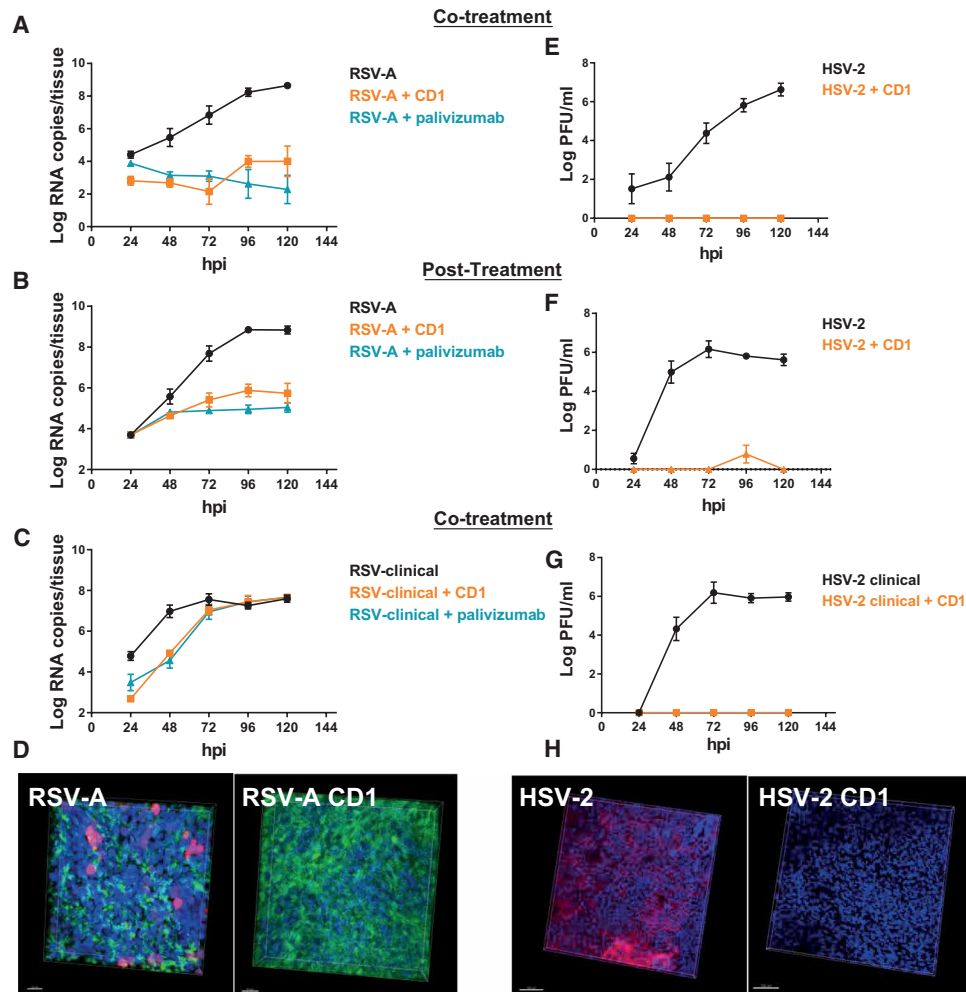 Co-treatment
A
Log RNA copies/tissue
10
8
6
4
2
0
0 24 48 72 96 120 144
hpi
RSV-A
RSV-A + CD1
RSV-A + palivizumab
E
Log PFU/ml
8
6
4
2
0
0 24 48 72 96 120 144
hpi
HSV-2
HSV-2 + CD1
Post-Treatment
B
Log RNA copies/tissue
10
8
6
4
2
0 24 48 72 96 120 144
hpi
RSV-A
RSV-A + CD1
RSV-A + palivizumab
F
Log PFU/ml
8
6
4
2
0
0 24 48 72 96 120 144
hpi
HSV-2
HSV-2 + CD1
Co-treatment
C
Log RNA copies/tissue
10
8
6
4
2
0 24 48 72 96 120 144
hpi
RSV-clinical
RSV-clinical + CD1
RSV-clinical + palivizumab
G
Log PFU/ml
8
6
4
2
0
0 24 48 72 96 120 144
hpi
HSV-2 clinical
HSV-2 clinical + CD1
D
RSV-A
RSV-A CD1
H
HSV-2
HSV-2 CD1